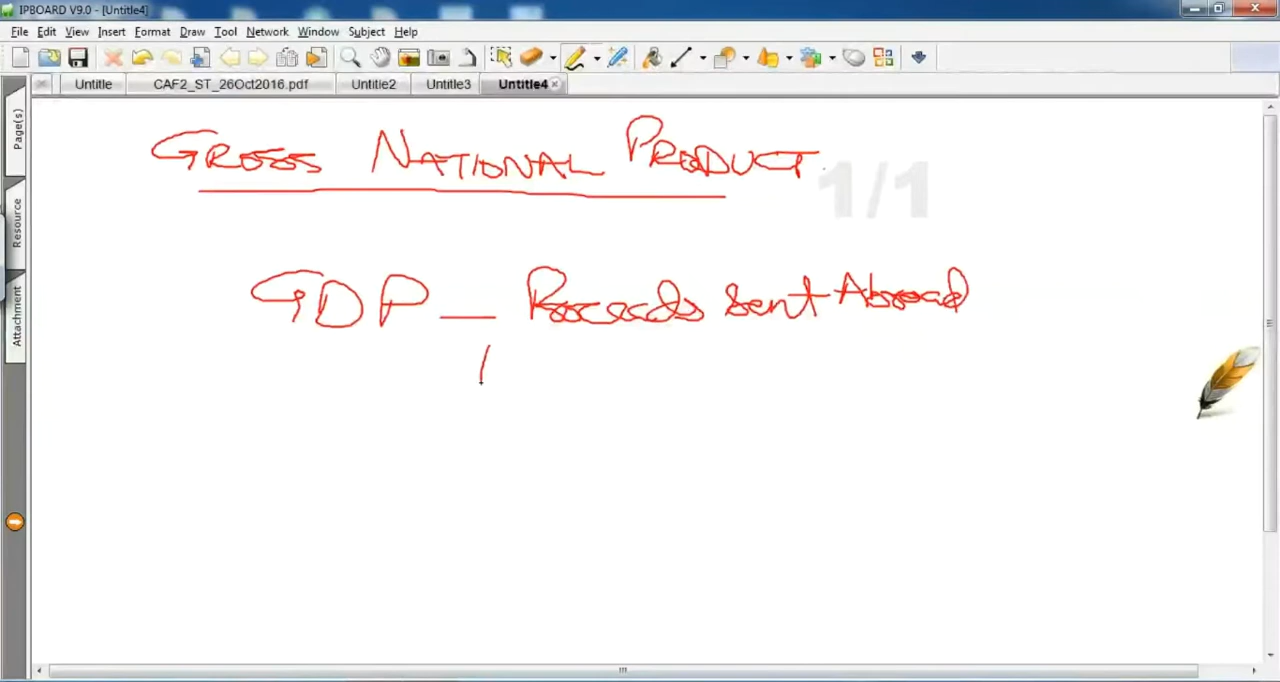 IPBOARD V9.0 - [Untitle4]
File Edit View Insert Format Draw Tool Network Window Subject Help
Untitle CAF2_ST_26Oct2016.pdf Untitle2 Untitle3 Untitle4
Page(s)
Resource
Attachment
GROSS NATIONAL PRODUCT
1/1
GDP — Proceeds Sent Abroad